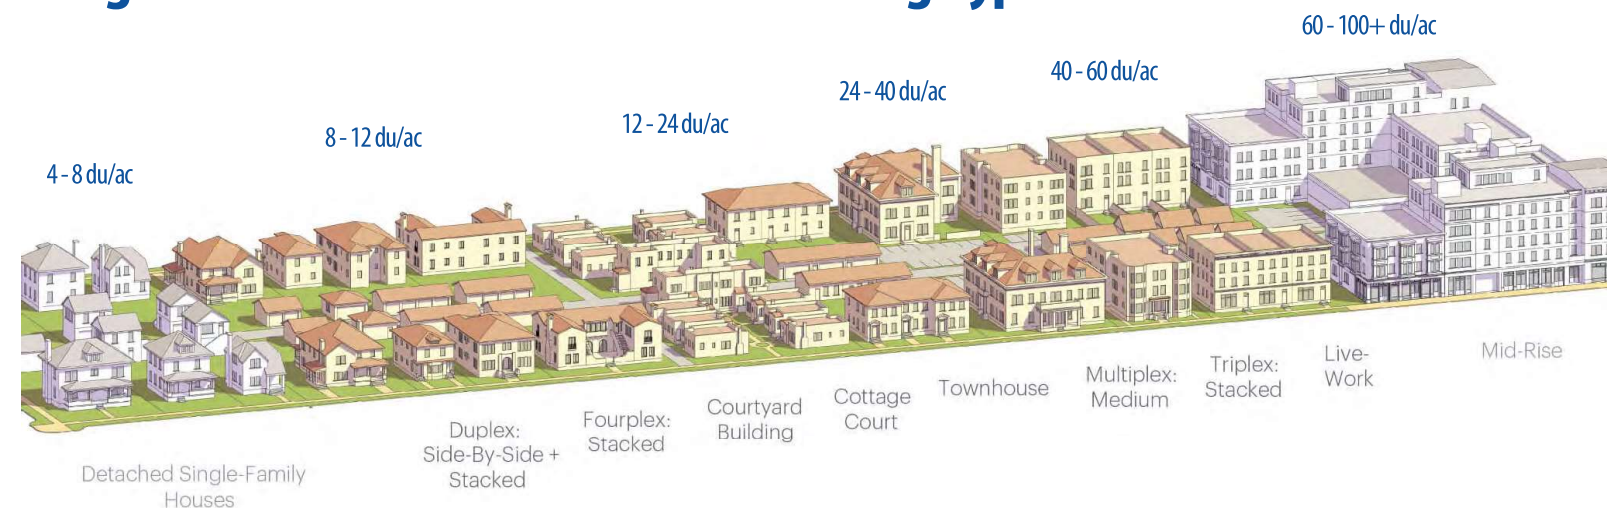 60 - 100+ du/ac
40 - 60 du/ac
24 - 40 du/ac
12 - 24 du/ac
8 - 12 du/ac
4 - 8 du/ac
Detached Single-Family
Houses
Duplex:
Side-By-Side +
Stacked
Fourplex:
Stacked
Courtyard
Building
Cottage
Court
Townhouse
Multiplex:
Medium
Triplex:
Stacked
Live-
Work
Mid-Rise